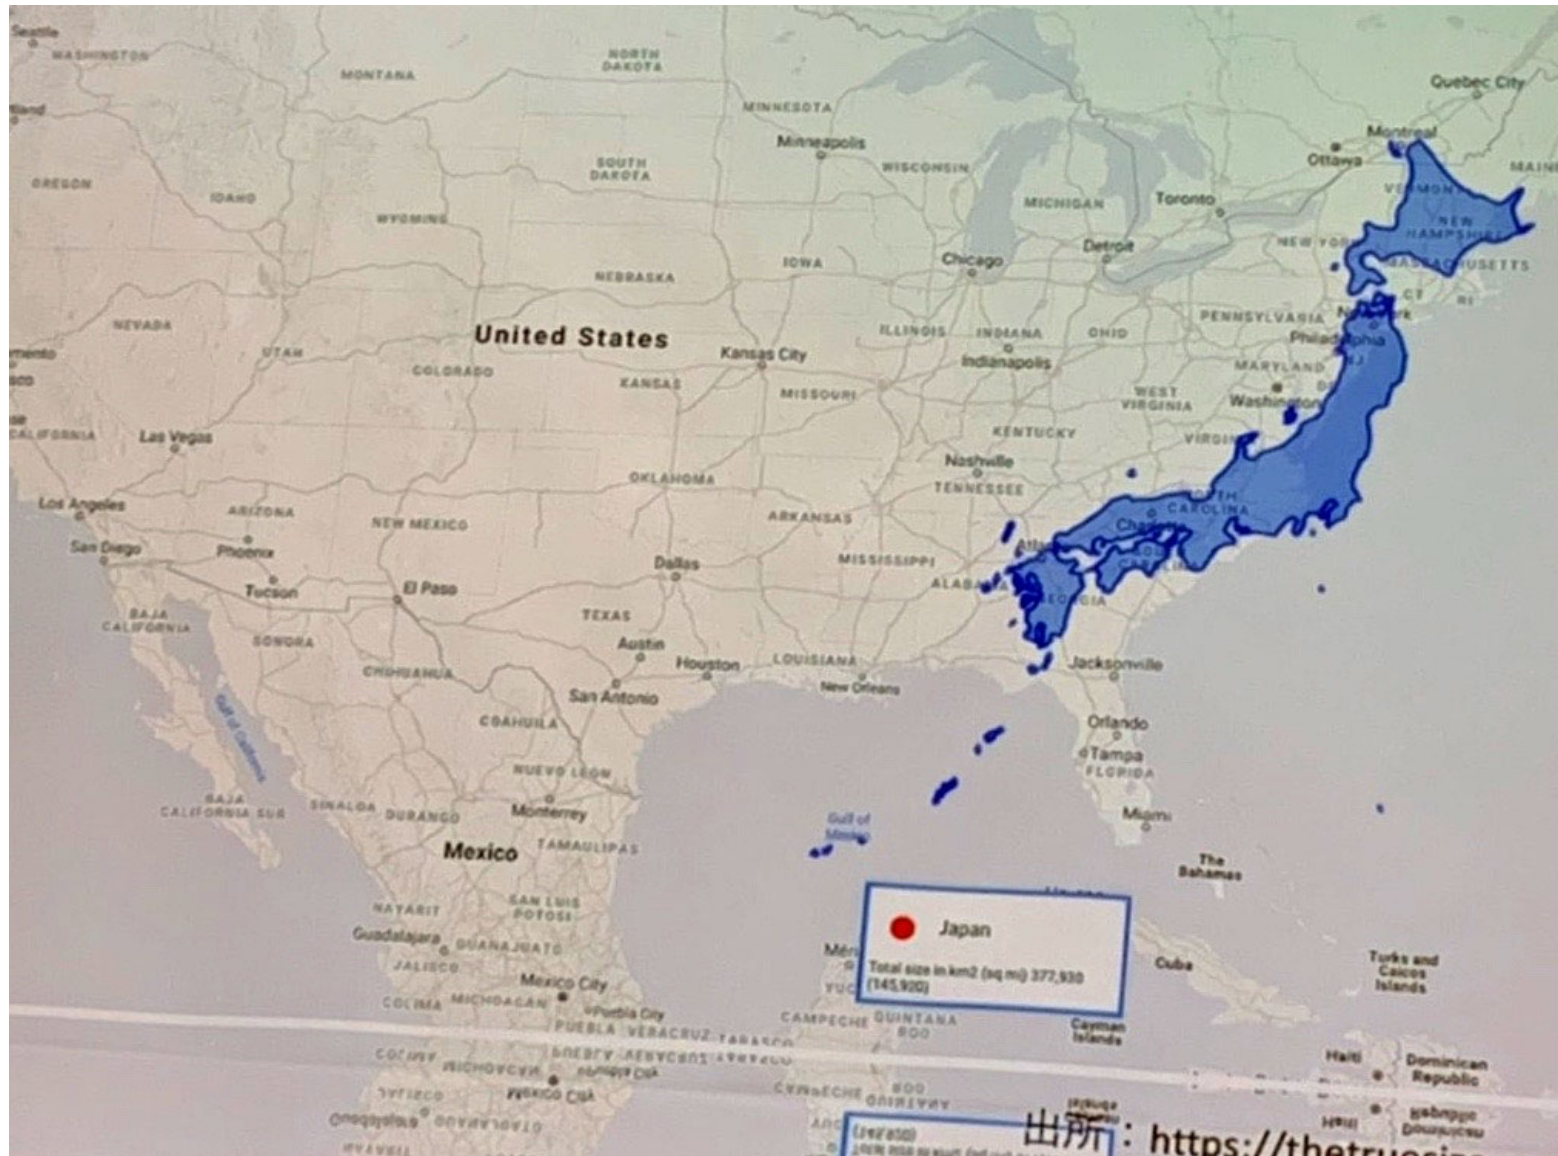 Seattle
WASHINGTON
MONTANA
NORTH
DAKOTA
Quebec City
MINNESOTA
Minneapolis
Montreal
Ottawa
WISCONSIN
SOUTH
DAKOTA
MAINE
OREGON
IDAHO
WYOMING
MICHIGAN
Toronto
VERMONT
NEW
HAMPSHIRE
NEW YORK
Detroit
Chicago
IOWA
MASSACHUSETTS
NEBRASKA
CT
RI
NEVADA
PENNSYLVANIA
New York
United States
ILLINOIS
INDIANA
OHIO
Philadelphia
UTAH
Kansas City
Indianapolis
NJ
COLORADO
KANSAS
MISSOURI
MARYLAND
WEST
VIRGINIA
Washington
CALIFORNIA
Las Vegas
KENTUCKY
Nashville
TENNESSEE
OKLAHOMA
Los Angeles
ARIZONA
NEW MEXICO
ARKANSAS
CAROLINA
San Diego
Phoenix
Dallas
MISSISSIPPI
ALABAMA
Tucson
El Paso
GEORGIA
BAJA
CALIFORNIA
SONORA
TEXAS
Austin
Houston
LOUISIANA
Jacksonville
CHIHUAHUA
San Antonio
New Orleans
COAHUILA
Orlando
Gulf of California
Tampa
FLORIDA
NUEVO LEON
BAJA
CALIFORNIA SUR
SINALOA
DURANGO
Monterrey
Miami
Gulf of
Mexico
Mexico
TAMAULIPAS
The
Bahamas
NAYARIT
SAN LUIS
POTOSI
Japan
Total size in km2 (sq mi) 377,930
(145,920)
Guadalajara
GUANAJUATO
JALISCO
Cuba
Turks and
Caicos
Islands
Mexico City
COLIMA
MICHOACAN
Puebla City
PUEBLA
VERACRUZ
TABASCO
CAMPECHE
QUINTANA
ROO
Cayman
Islands
Haiti
Dominican
Republic
出所：https://thetruesize